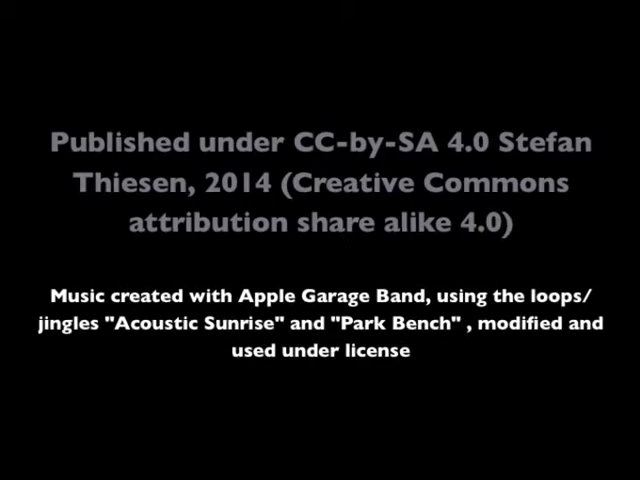 Published under CC-by-SA 4.0 Stefan
Thiesen, 2014 (Creative Commons
attribution share alike 4.0)
Music created with Apple Garage Band, using the loops/
jingles "Acoustic Sunrise" and "Park Bench" , modified and
used under license